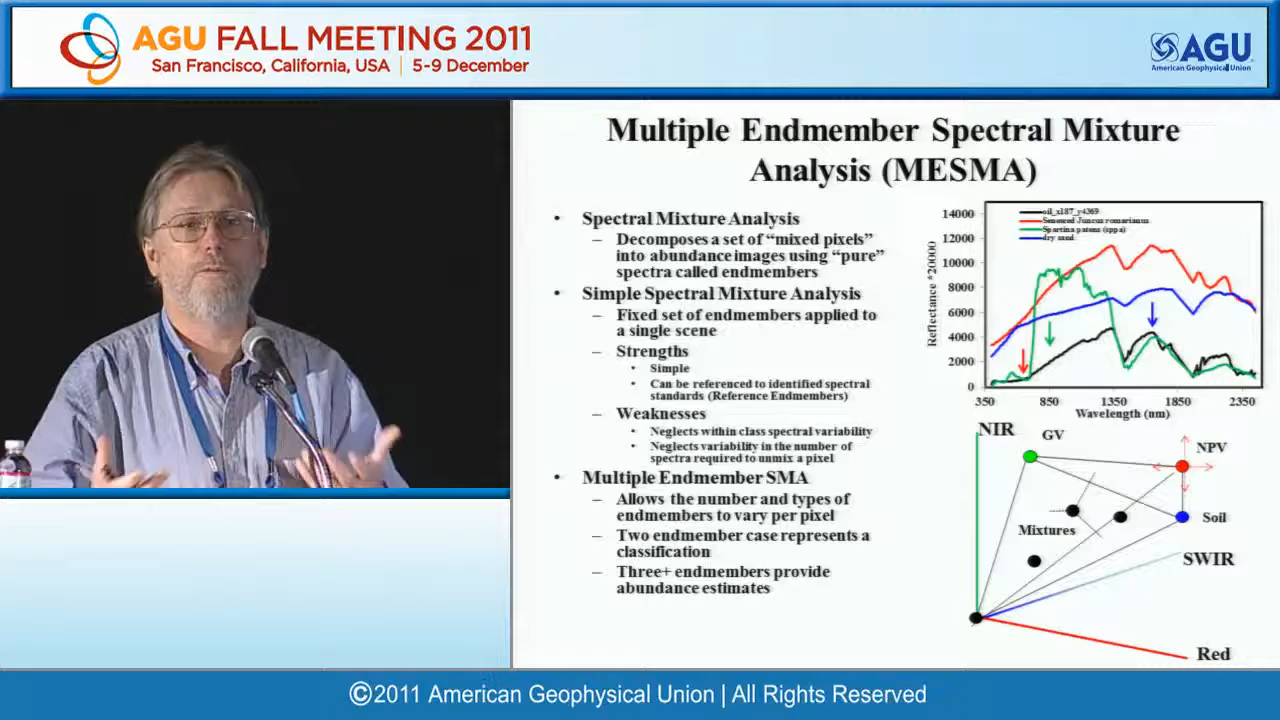 AGU FALL MEETING 2011
San Francisco, California, USA | 5-9 December
AGU
American Geophysical Union
Multiple Endmember Spectral Mixture
Analysis (MESMA)
• Spectral Mixture Analysis
– Decomposes a set of “mixed pixels”
into abundance images using “pure”
spectra called endmembers
• Simple Spectral Mixture Analysis
– Fixed set of endmembers applied to
a single scene
– Strengths
• Simple
• Can be referenced to identified spectral
standards (Reference Endmembers)
– Weaknesses
• Neglects within class spectral variability
• Neglects variability in the number of
spectra required to unmix a pixel
• Multiple Endmember SMA
– Allows the number and types of
endmembers to vary per pixel
– Two endmember case represents a
classification
– Three+ endmembers provide
abundance estimates
oil_x187_y4369
Senesced Juncus romarianus
Spartina patens (sppa)
dry sand
Reflectance *20000
14000
12000
10000
8000
6000
4000
2000
0
350 850 1350 1850 2350
Wavelength (nm)
NIR
GV
NPV
Mixtures
Soil
SWIR
Red
©2011 American Geophysical Union | All Rights Reserved